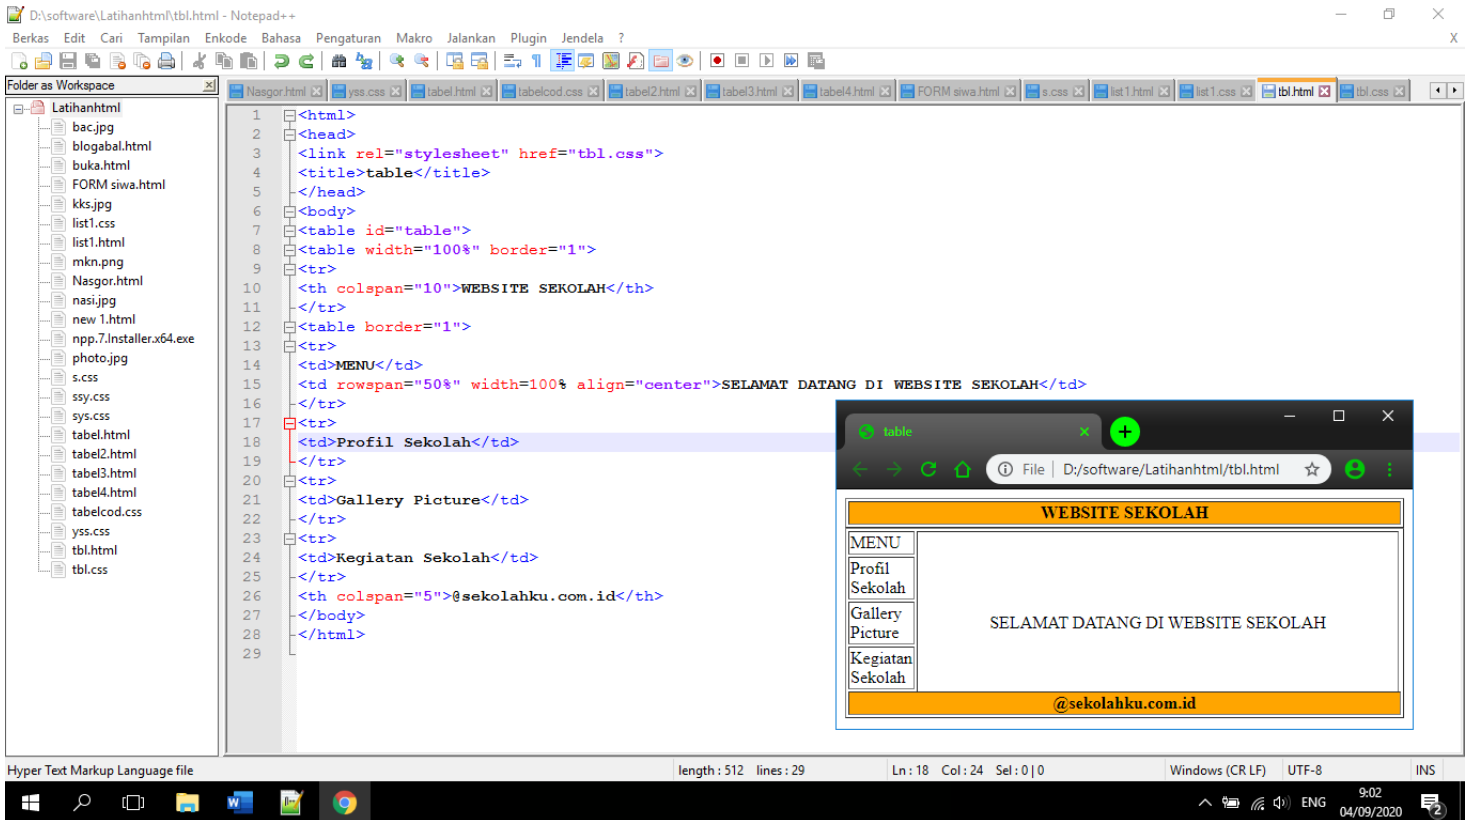 D:\software\Latihanhtml\tbl.html - Notepad++
Berkas Edit Cari Tampilan Enkode Bahasa Pengaturan Makro Jalankan Plugin Jendela ? X
Folder as Workspace
Nasgor.html yss.css tabel.html tabelcod.css tabel2.html tabel3.html tabel4.html FORM siwa.html s.css list1.html list1.css tbl.html tbl.css
Latihanhtml
bac.jpg
blogabal.html
buka.html
FORM siwa.html
kks.jpg
list1.css
list1.html
mkn.png
Nasgor.html
nasi.jpg
new 1.html
npp.7.Installer.x64.exe
photo.jpg
s.css
ssy.css
sys.css
tabel.html
tabel2.html
tabel3.html
tabel4.html
tabelcod.css
yss.css
tbl.html
tbl.css
1 <html>
2 <head>
3 <link rel="stylesheet" href="tbl.css">
4 <title>table</title>
5 </head>
6 <body>
7 <table id="table">
8 <table width="100%" border="1">
9 <tr>
10 <th colspan="10">WEBSITE SEKOLAH</th>
11 </tr>
12 <table border="1">
13 <tr>
14 <td>MENU</td>
15 <td rowspan="50%" width=100% align="center">SELAMAT DATANG DI WEBSITE SEKOLAH</td>
16 </tr>
17 <tr>
18 <td>Profil Sekolah</td>
19 </tr>
20 <tr>
21 <td>Gallery Picture</td>
22 </tr>
23 <tr>
24 <td>Kegiatan Sekolah</td>
25 </tr>
26 <th colspan="5">@sekolahku.com.id</th>
27 </body>
28 </html>
29
table
File | D:/software/Latihanhtml/tbl.html
WEBSITE SEKOLAH
MENU
Profil
Sekolah
Gallery
Picture
Kegiatan
Sekolah
SELAMAT DATANG DI WEBSITE SEKOLAH
@sekolahku.com.id
Hyper Text Markup Language file length : 512 lines : 29 Ln : 18 Col : 24 Sel : 0 | 0 Windows (CR LF) UTF-8 INS
ENG
9:02
04/09/2020
2